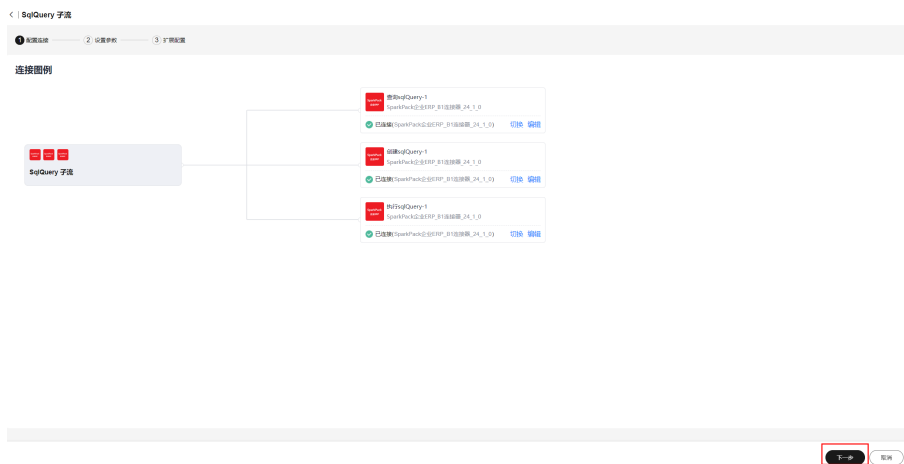 SqlQuery 子流
1 配置连接 2 设置参数 3 扩展配置
连接图例
查询sqlQuery-1
SparkPack企业ERP_B1连接器_24_1_0
已连接(SparkPack企业ERP_B1连接器_24_1_0) 切换 编辑
SqlQuery 子流
创建sqlQuery-1
SparkPack企业ERP_B1连接器_24_1_0
已连接(SparkPack企业ERP_B1连接器_24_1_0) 切换 编辑
执行sqlQuery-1
SparkPack企业ERP_B1连接器_24_1_0
已连接(SparkPack企业ERP_B1连接器_24_1_0) 切换 编辑
下一步 取消